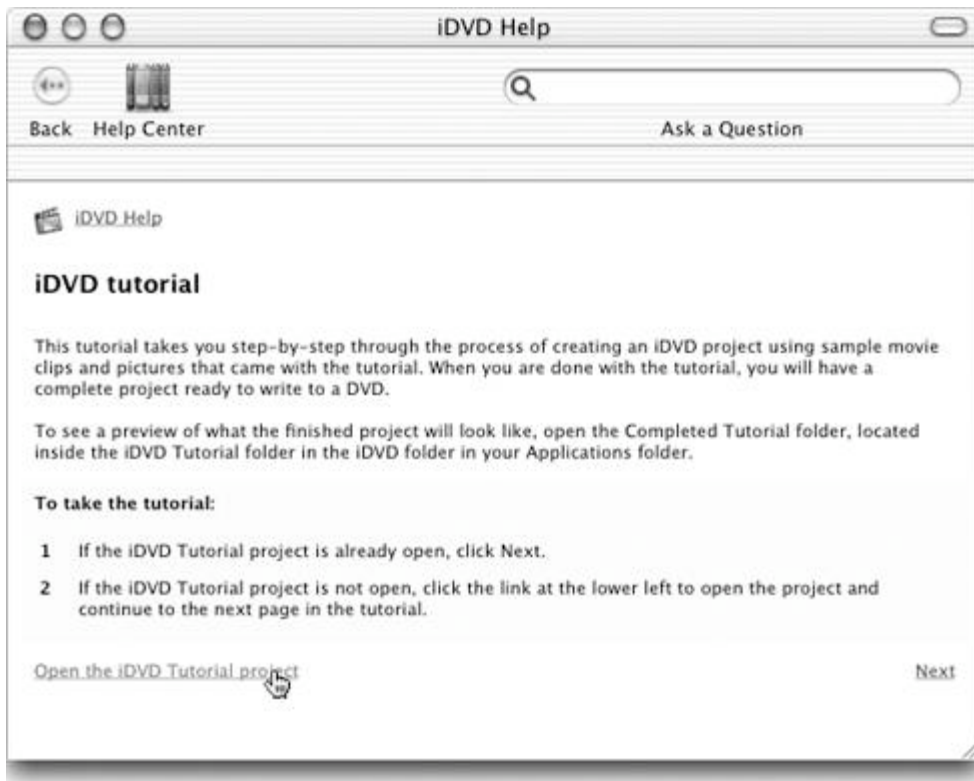 iDVD Help
Back Help Center
Ask a Question
iDVD Help
iDVD tutorial
This tutorial takes you step-by-step through the process of creating an iDVD project using sample movie
clips and pictures that came with the tutorial. When you are done with the tutorial, you will have a
complete project ready to write to a DVD.
To see a preview of what the finished project will look like, open the Completed Tutorial folder, located
inside the iDVD Tutorial folder in the iDVD folder in your Applications folder.
To take the tutorial:
1 If the iDVD Tutorial project is already open, click Next.
2 If the iDVD Tutorial project is not open, click the link at the lower left to open the project and
continue to the next page in the tutorial.
Open the iDVD Tutorial project
Next